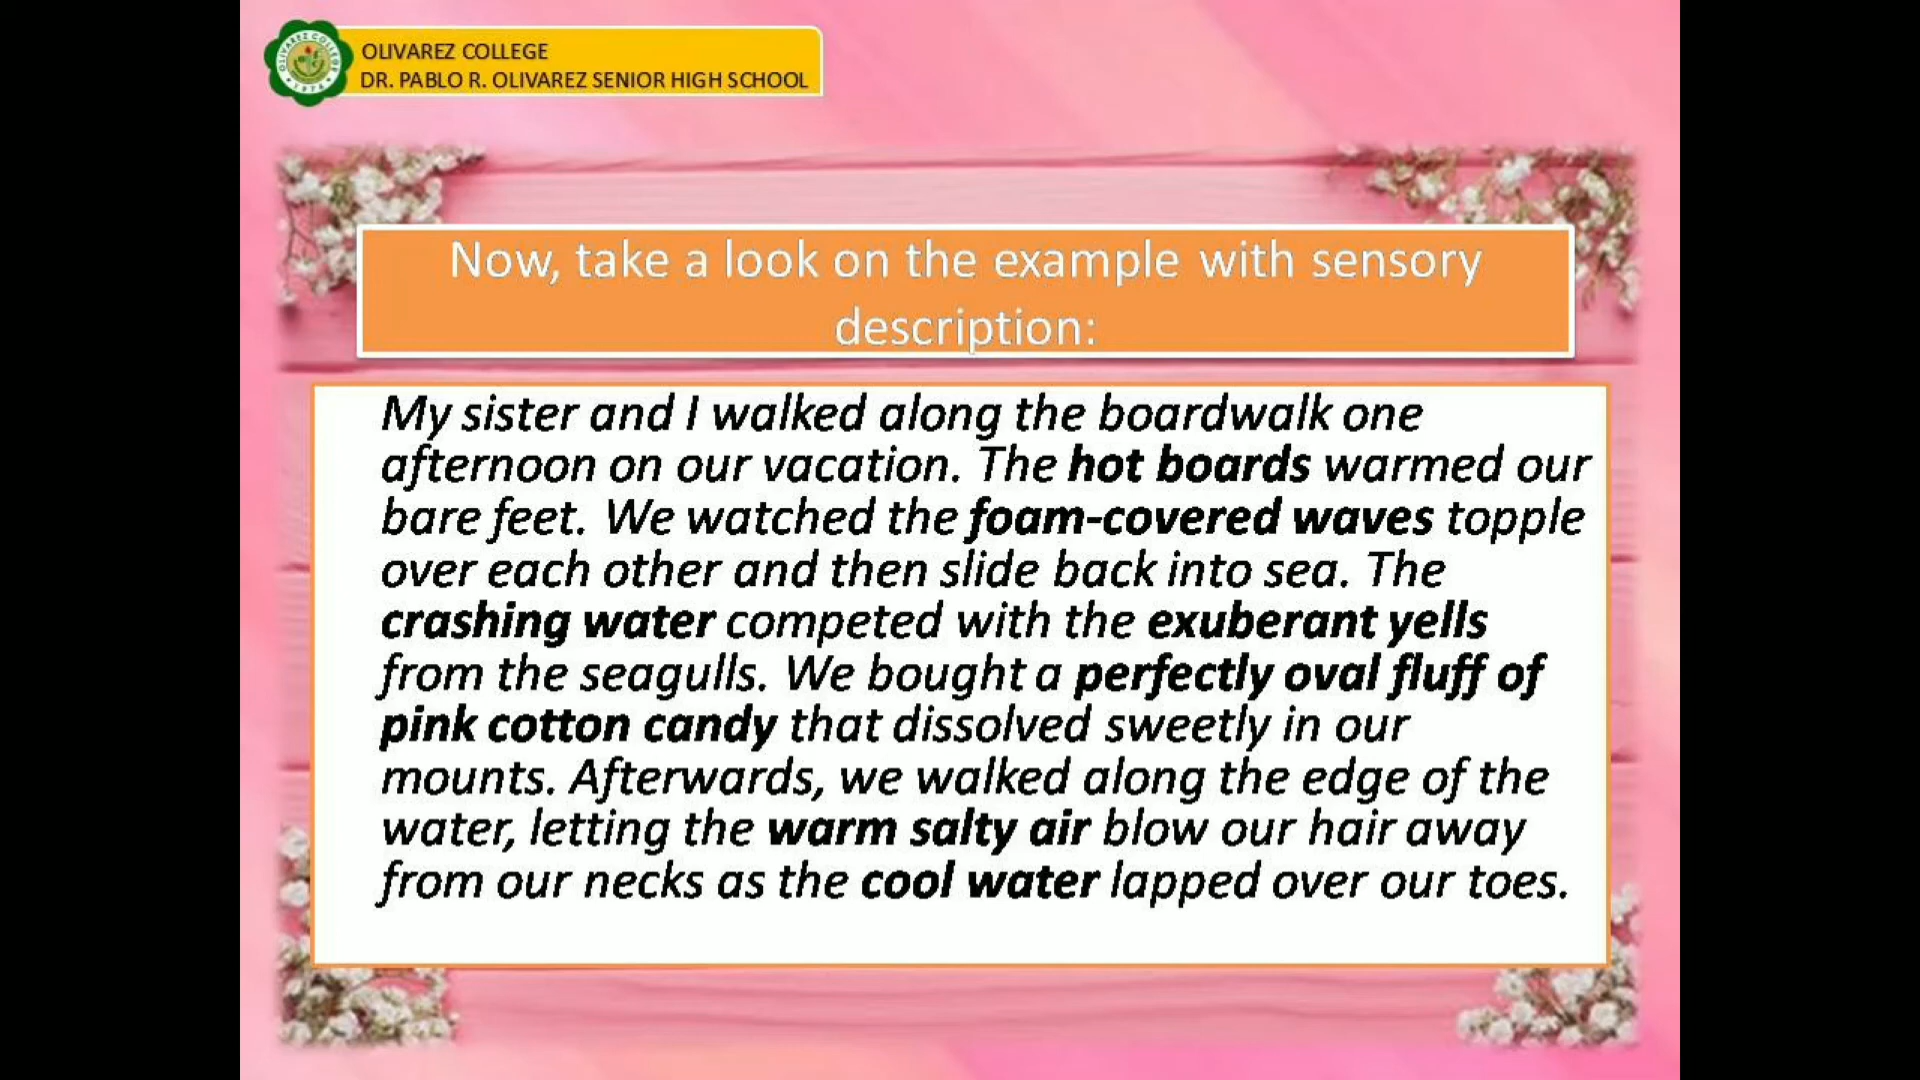 OLIVAREZ COLLEGE
DR. PABLO R. OLIVAREZ SENIOR HIGH SCHOOL
Now, take a look on the example with sensory
description:
My sister and I walked along the boardwalk one
afternoon on our vacation. The hot boards warmed our
bare feet. We watched the foam-covered waves topple
over each other and then slide back into sea. The
crashing water competed with the exuberant yells
from the seagulls. We bought a perfectly oval fluff of
pink cotton candy that dissolved sweetly in our
mounts. Afterwards, we walked along the edge of the
water, letting the warm salty air blow our hair away
from our necks as the cool water lapped over our toes.